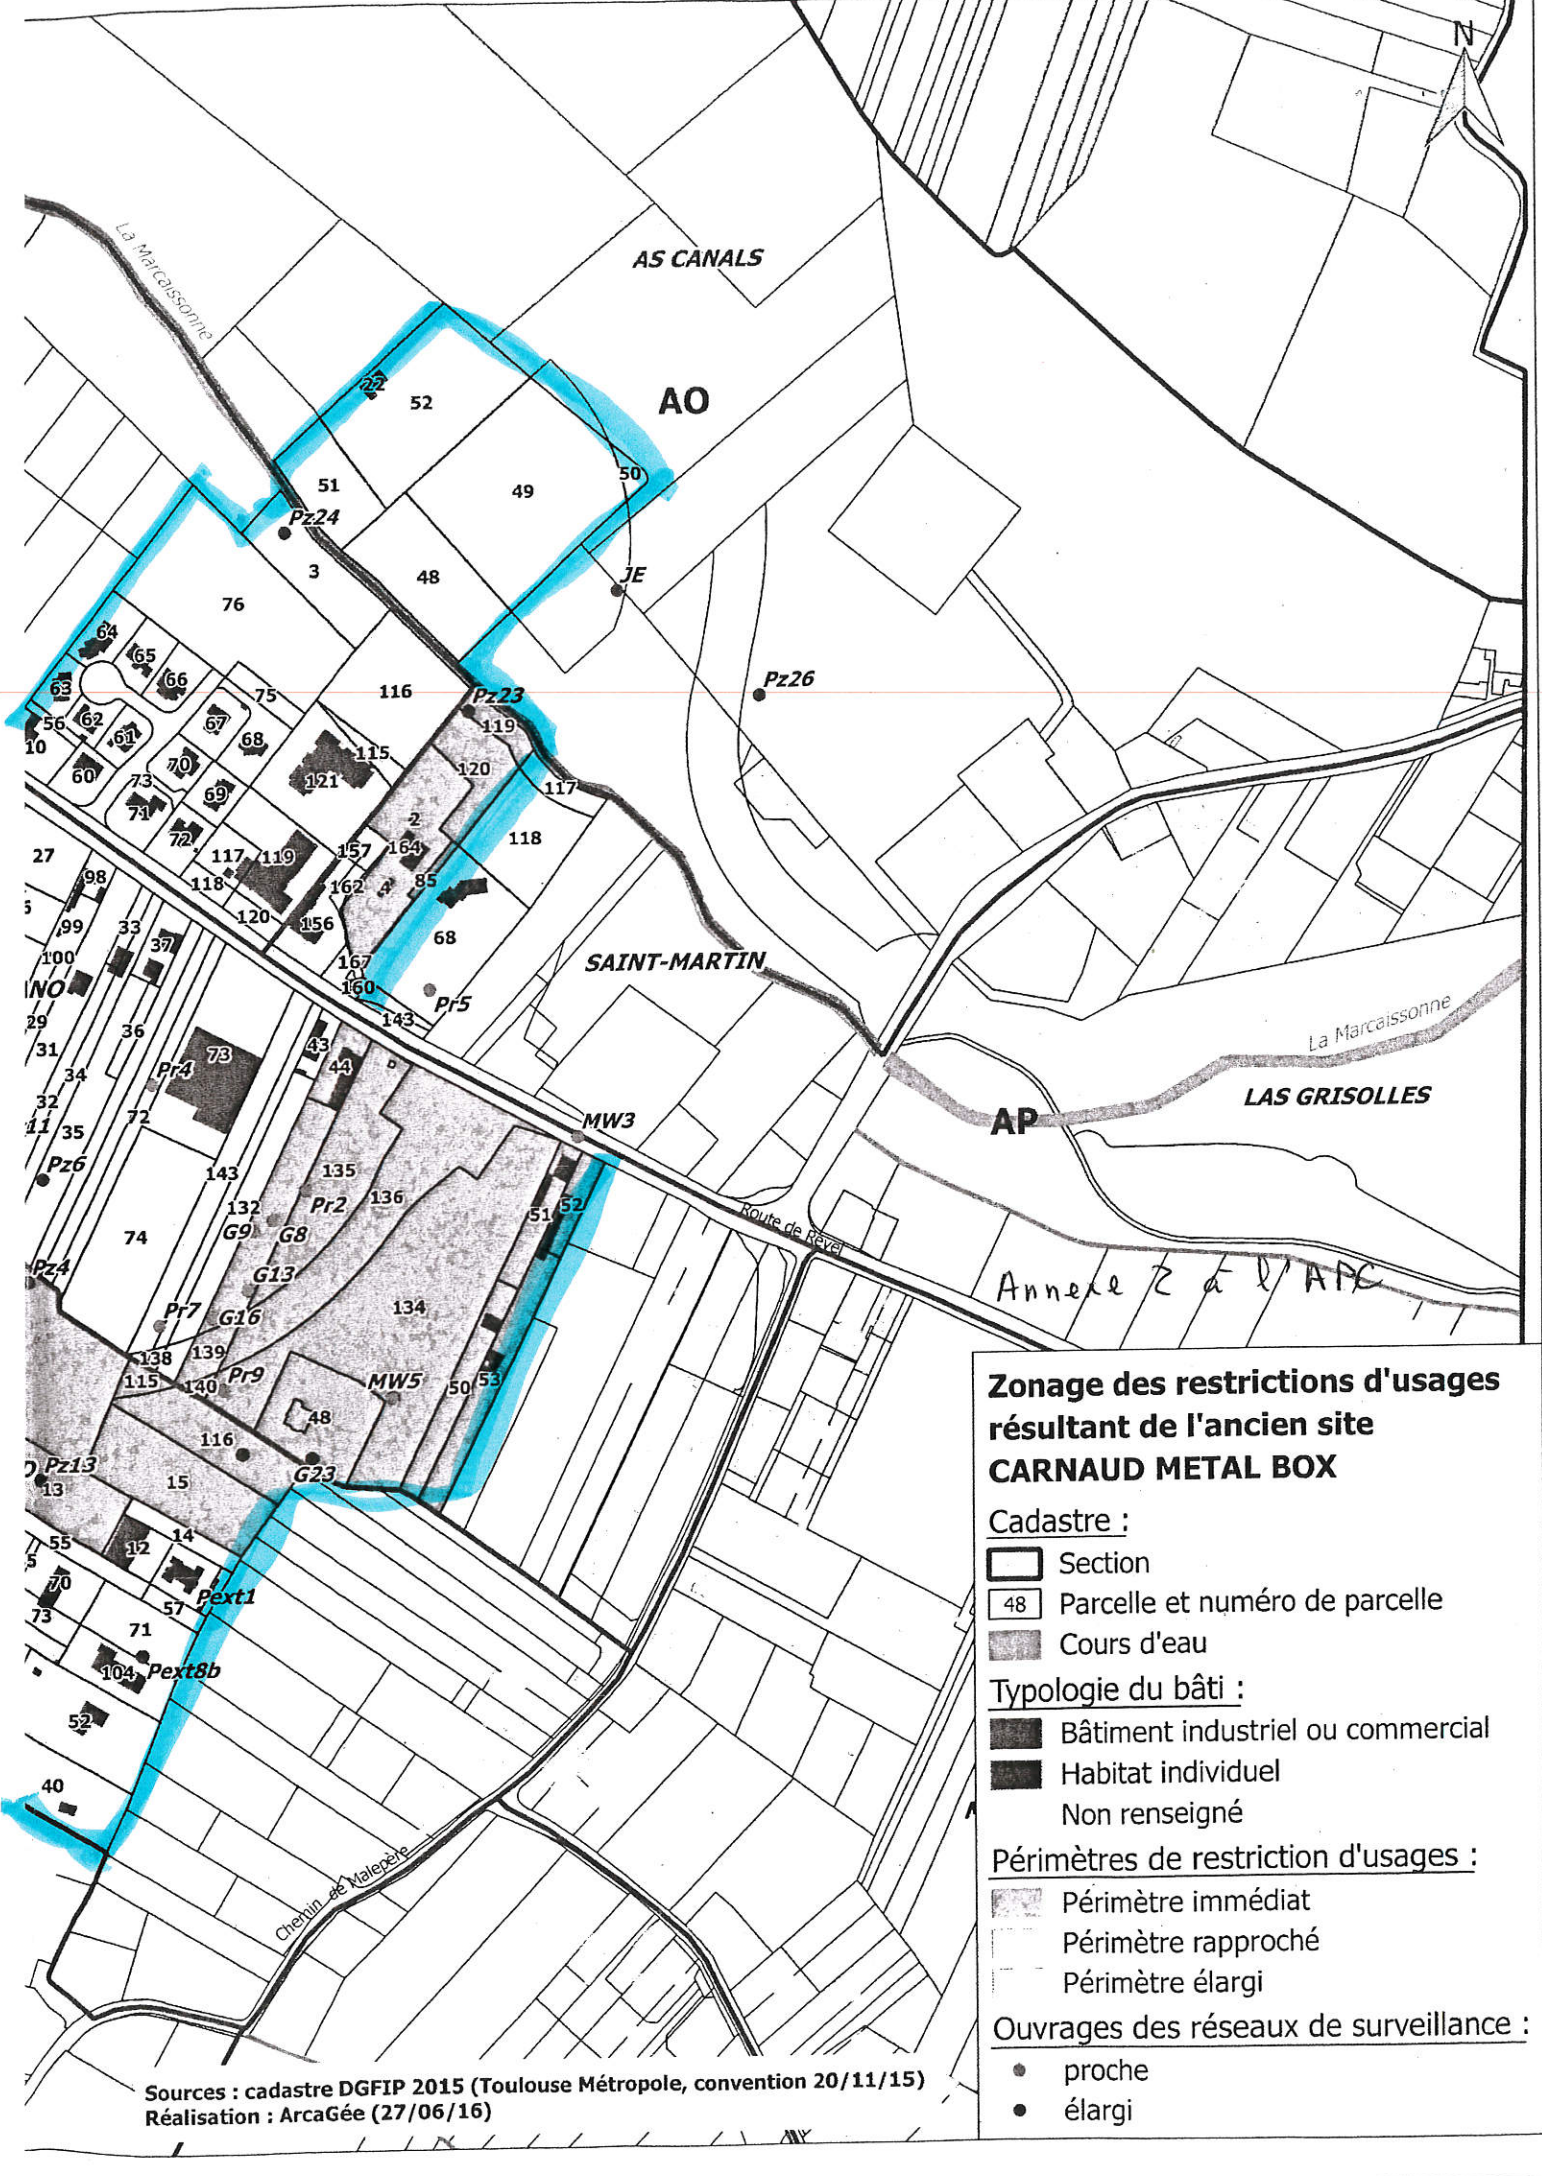 N
La Marcaissonne
AS CANALS
AO
22
52
51
49
50
Pz24
3
48
JE
76
64
65
66
63
75
116
Pz23
Pz26
56
62
61
67
68
119
10
60
73
70
115
121
120
117
71
69
2
72
117
119
157
164
118
27
98
118
162
4
85
120
156
68
99
33
37
100
167
SAINT-MARTIN
160
NO
Pr5
29
36
143
31
73
43
44
La Marcaissonne
34
Pr4
32
72
LAS GRISOLLES
11
35
MW3
AP
Pz6
143
135
132
Pr2
136
51
52
G9
G8
74
Route de Revel
Pz4
G13
Annexe 2 à l'APC
134
Pr7
G16
138
139
115
140
Pr9
MW5
50
53
48
116
Pz13
G23
13
15
55
12
14
5
70
57
Pext1
73
71
104
Pext8b
52
40
Chemin de Malepère
Zonage des restrictions d'usages
résultant de l'ancien site
CARNAUD METAL BOX
Cadastre :
Section
48 Parcelle et numéro de parcelle
Cours d'eau
Typologie du bâti :
Bâtiment industriel ou commercial
Habitat individuel
Non renseigné
Périmètres de restriction d'usages :
Périmètre immédiat
Périmètre rapproché
Périmètre élargi
Ouvrages des réseaux de surveillance :
proche
élargi
Sources : cadastre DGFIP 2015 (Toulouse Métropole, convention 20/11/15)
Réalisation : ArcaGée (27/06/16)